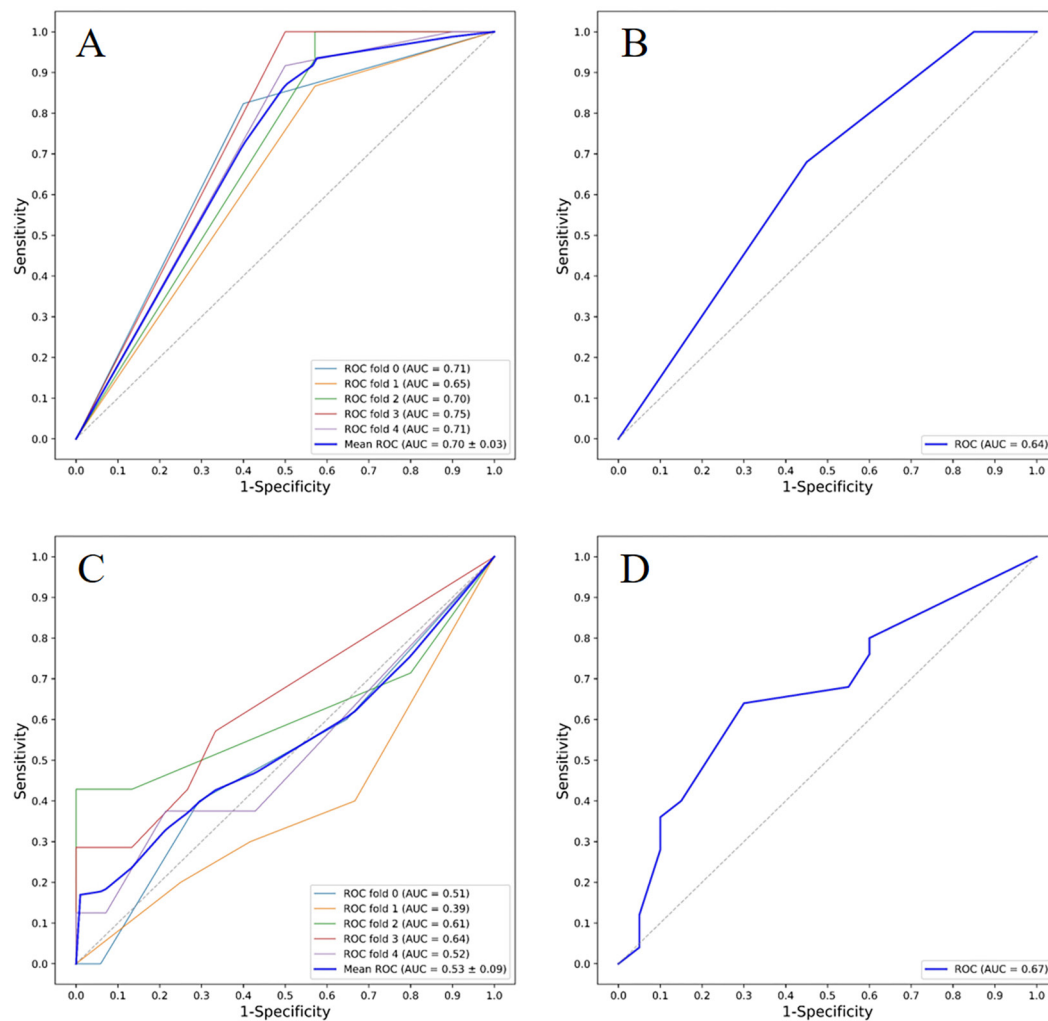 A
1.0
0.9
0.8
0.7
0.6
0.5
0.4
0.3
0.2
0.1
0.0
Sensitivity
ROC fold 0 (AUC = 0.71)
ROC fold 1 (AUC = 0.65)
ROC fold 2 (AUC = 0.70)
ROC fold 3 (AUC = 0.75)
ROC fold 4 (AUC = 0.71)
Mean ROC (AUC = 0.70 ± 0.03)
0.0 0.1 0.2 0.3 0.4 0.5 0.6 0.7 0.8 0.9 1.0
1-Specificity
B
1.0
0.9
0.8
0.7
0.6
0.5
0.4
0.3
0.2
0.1
0.0
Sensitivity
ROC (AUC = 0.64)
0.0 0.1 0.2 0.3 0.4 0.5 0.6 0.7 0.8 0.9 1.0
1-Specificity
C
1.0
0.9
0.8
0.7
0.6
0.5
0.4
0.3
0.2
0.1
0.0
Sensitivity
ROC fold 0 (AUC = 0.51)
ROC fold 1 (AUC = 0.39)
ROC fold 2 (AUC = 0.61)
ROC fold 3 (AUC = 0.64)
ROC fold 4 (AUC = 0.52)
Mean ROC (AUC = 0.53 ± 0.09)
0.0 0.1 0.2 0.3 0.4 0.5 0.6 0.7 0.8 0.9 1.0
1-Specificity
D
1.0
0.9
0.8
0.7
0.6
0.5
0.4
0.3
0.2
0.1
0.0
Sensitivity
ROC (AUC = 0.67)
0.0 0.1 0.2 0.3 0.4 0.5 0.6 0.7 0.8 0.9 1.0
1-Specificity